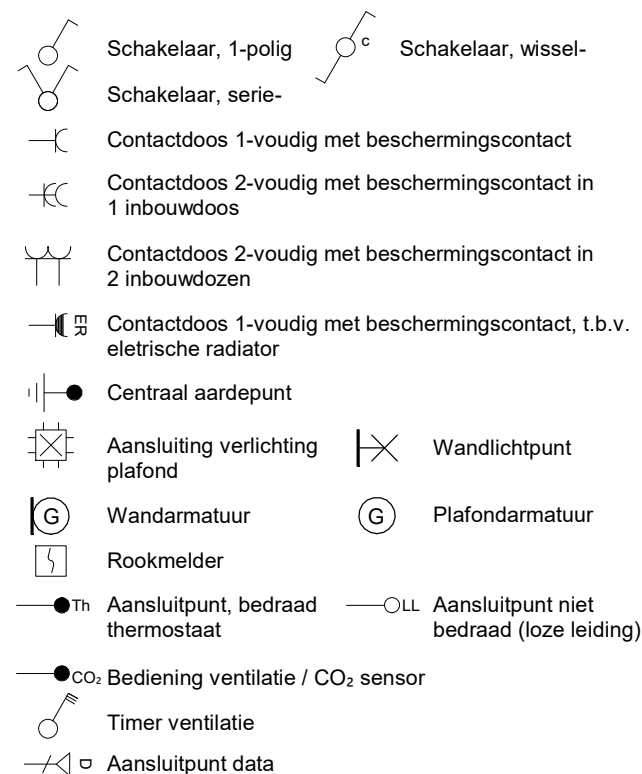 Schakelaar, 1-polig
c Schakelaar, wissel-
Schakelaar, serie-
Contactdoos 1-voudig met beschermingscontact
Contactdoos 2-voudig met beschermingscontact in
1 inbouwdoos
Contactdoos 2-voudig met beschermingscontact in
2 inbouwdozen
ER Contactdoos 1-voudig met beschermingscontact, t.b.v.
eletrische radiator
Centraal aardepunt
Aansluiting verlichting
plafond
Wandlichtpunt
G Wandarmatuur
G Plafondarmatuur
Rookmelder
Th Aansluitpunt, bedraad
thermostaat
LL Aansluitpunt niet
bedraad (loze leiding)
CO₂ Bediening ventilatie / CO₂ sensor
Timer ventilatie
D Aansluitpunt data